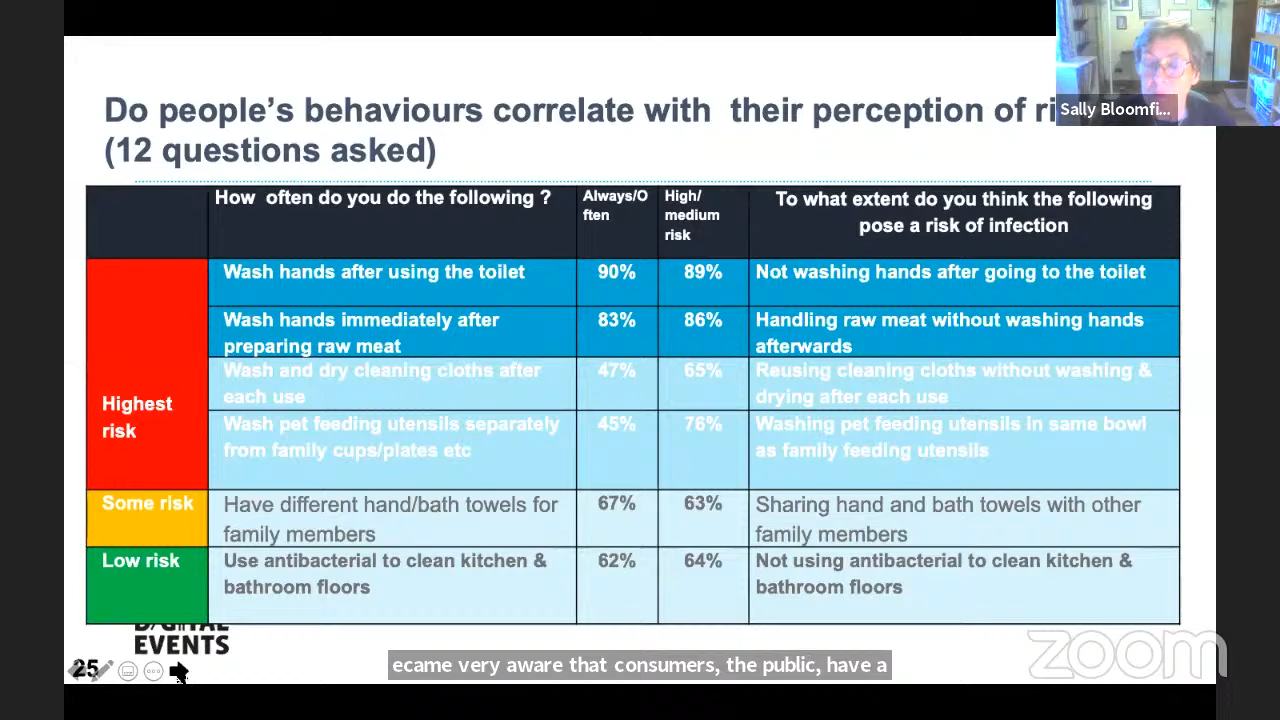 Do people's behaviours correlate with their perception of ri
(12 questions asked)
Sally Bloomfi...
How often do you do the following ?
Always/O
ften
High/
medium
risk
To what extent do you think the following
pose a risk of infection
Highest
risk
Wash hands after using the toilet
90%
89%
Not washing hands after going to the toilet
Wash hands immediately after
preparing raw meat
83%
86%
Handling raw meat without washing hands
afterwards
Wash and dry cleaning cloths after
each use
47%
65%
Reusing cleaning cloths without washing &
drying after each use
Wash pet feeding utensils separately
from family cups/plates etc
45%
76%
Washing pet feeding utensils in same bowl
as family feeding utensils
Some risk
Have different hand/bath towels for
family members
67%
63%
Sharing hand and bath towels with other
family members
Low risk
Use antibacterial to clean kitchen &
bathroom floors
62%
64%
Not using antibacterial to clean kitchen &
bathroom floors
DIGITAL
EVENTS
25
ecame very aware that consumers, the public, have a
zoom